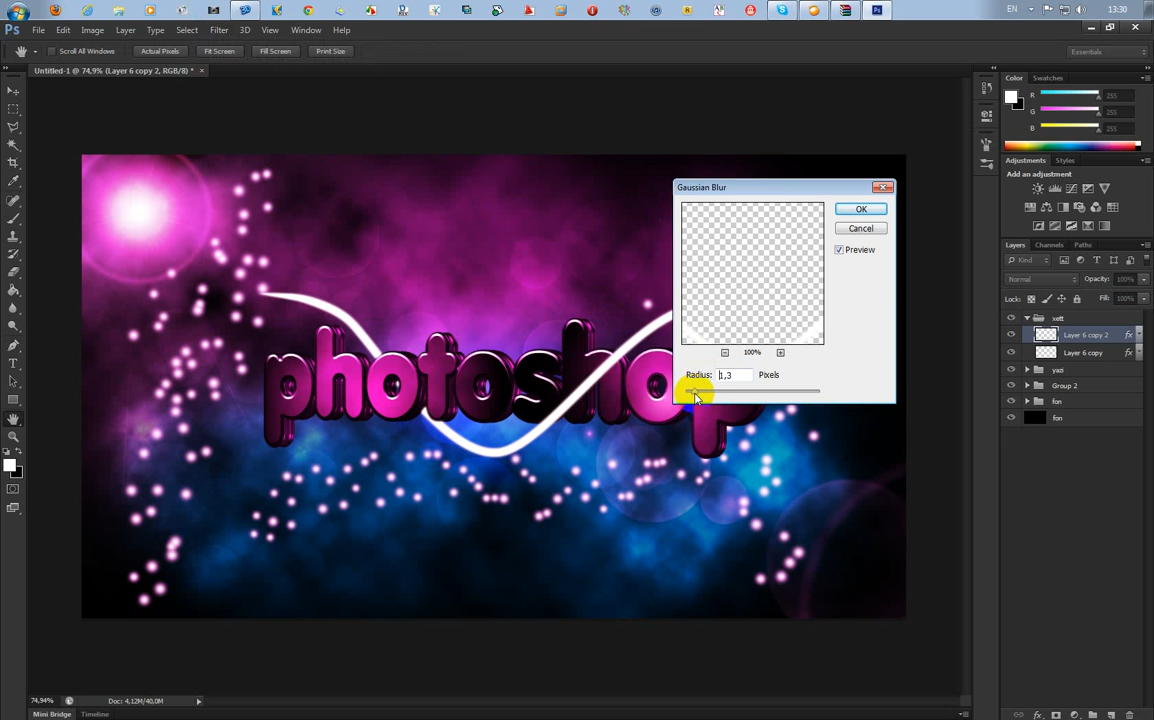 EN
13:30
Ps File Edit Image Layer Type Select Filter 3D View Window Help
Scroll All Windows Actual Pixels Fit Screen Fill Screen Print Size Essentials
Untitled-1 @ 74,9% (Layer 6 copy 2, RGB/8) *
Color Swatches
R 255
G 255
B 255
Adjustments Styles
Add an adjustment
Layers Channels Paths
Kind
Normal Opacity: 100%
Lock: Fill: 100%
xett
Layer 6 copy 2 fx
Layer 6 copy fx
yazi
Group 2
fon
fon
Gaussian Blur
OK
Cancel
Preview
100%
Radius: 1,3 Pixels
photoshop
74,94% Doc: 4,12M/40,0M
Mini Bridge Timeline